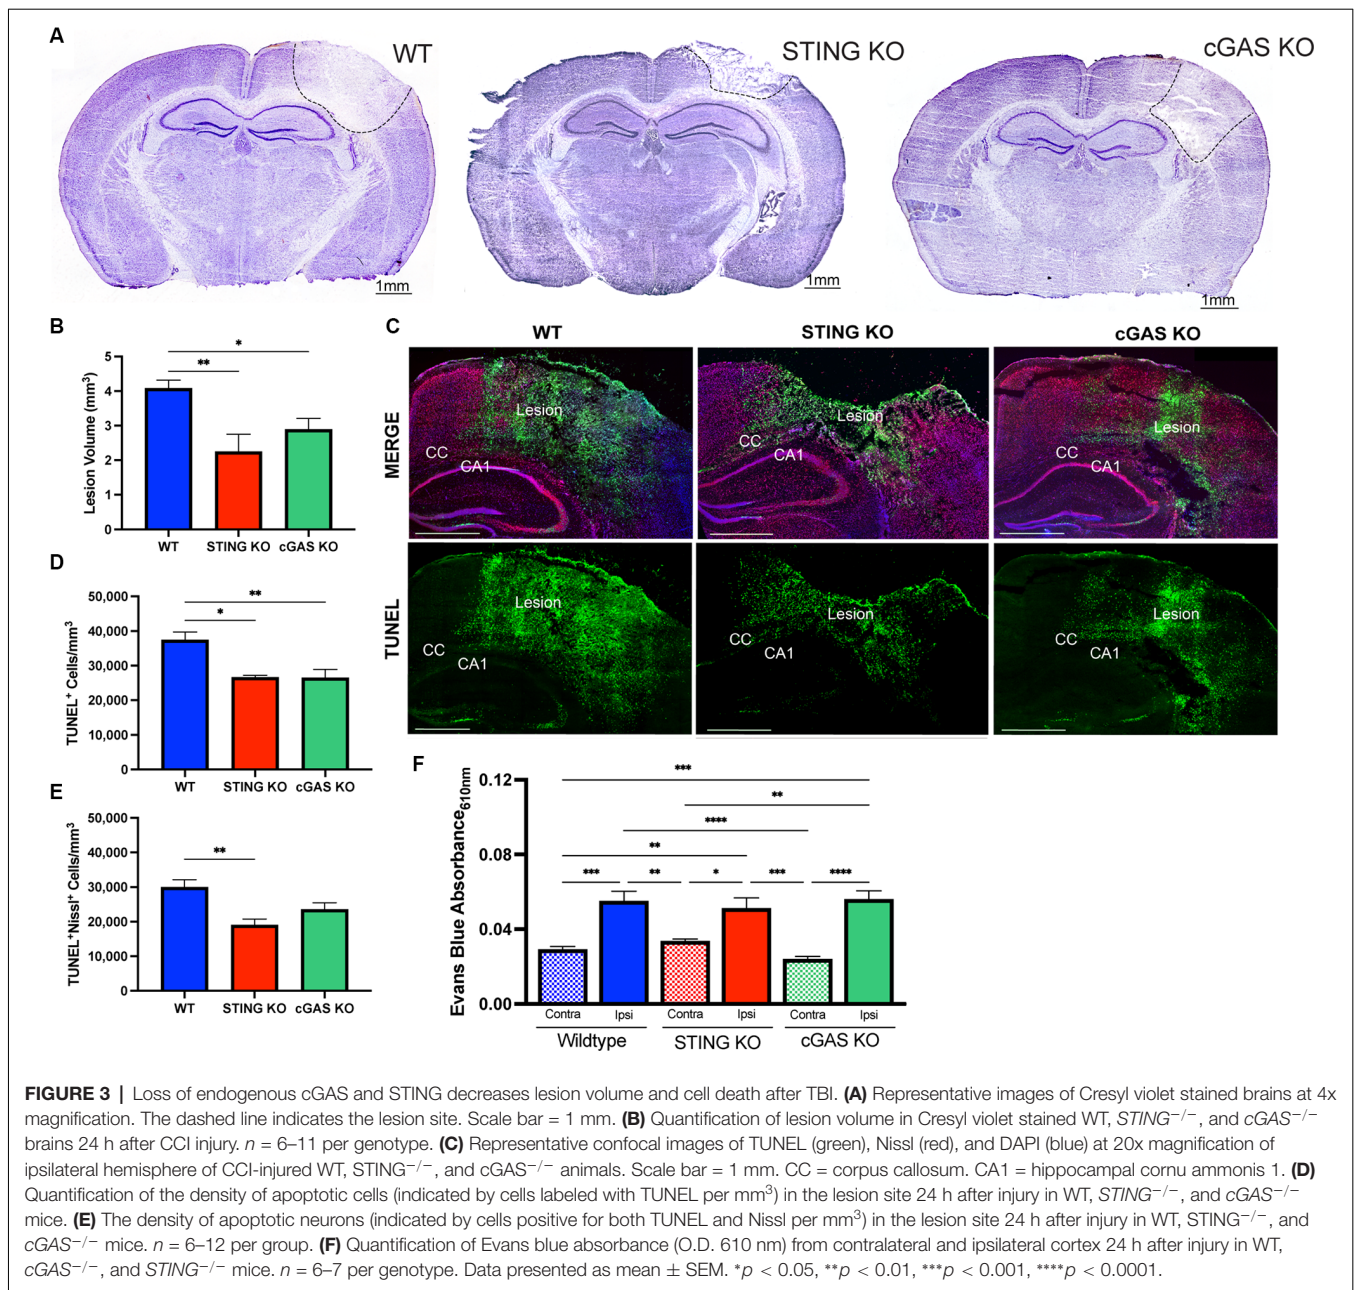 A
WT
STING KO
cGAS KO
1mm
1mm
1mm
B
Lesion Volume (mm³)
5
4
3
2
1
0
*
**
WT
STING KO
cGAS KO
C
WT
STING KO
cGAS KO
MERGE
Lesion
CC
CA1
Lesion
CC
CA1
Lesion
CC
CA1
TUNEL
Lesion
CC
CA1
Lesion
CC
CA1
Lesion
CC
CA1
D
TUNEL⁺ Cells/mm³
50,000
40,000
30,000
20,000
10,000
0
**
*
WT
STING KO
cGAS KO
E
TUNEL⁺Nissl⁺ Cells/mm³
50,000
40,000
30,000
20,000
10,000
0
**
WT
STING KO
cGAS KO
F
Evans Blue Absorbance610nm
0.12
0.08
0.04
0.00
***
**
****
**
*** ** * *** ****
Contra Ipsi Contra Ipsi Contra Ipsi
Wildtype STING KO cGAS KO
FIGURE 3 | Loss of endogenous cGAS and STING decreases lesion volume and cell death after TBI. (A) Representative images of Cresyl violet stained brains at 4x
magnification. The dashed line indicates the lesion site. Scale bar = 1 mm. (B) Quantification of lesion volume in Cresyl violet stained WT, STING−/−, and cGAS−/−
brains 24 h after CCI injury. n = 6–11 per genotype. (C) Representative confocal images of TUNEL (green), Nissl (red), and DAPI (blue) at 20x magnification of
ipsilateral hemisphere of CCI-injured WT, STING−/−, and cGAS−/− animals. Scale bar = 1 mm. CC = corpus callosum. CA1 = hippocampal cornu ammonis 1. (D)
Quantification of the density of apoptotic cells (indicated by cells labeled with TUNEL per mm³) in the lesion site 24 h after injury in WT, STING−/−, and cGAS−/−
mice. (E) The density of apoptotic neurons (indicated by cells positive for both TUNEL and Nissl per mm³) in the lesion site 24 h after injury in WT, STING−/−, and
cGAS−/− mice. n = 6–12 per group. (F) Quantification of Evans blue absorbance (O.D. 610 nm) from contralateral and ipsilateral cortex 24 h after injury in WT,
cGAS−/−, and STING−/− mice. n = 6–7 per genotype. Data presented as mean ± SEM. *p < 0.05, **p < 0.01, ***p < 0.001, ****p < 0.0001.